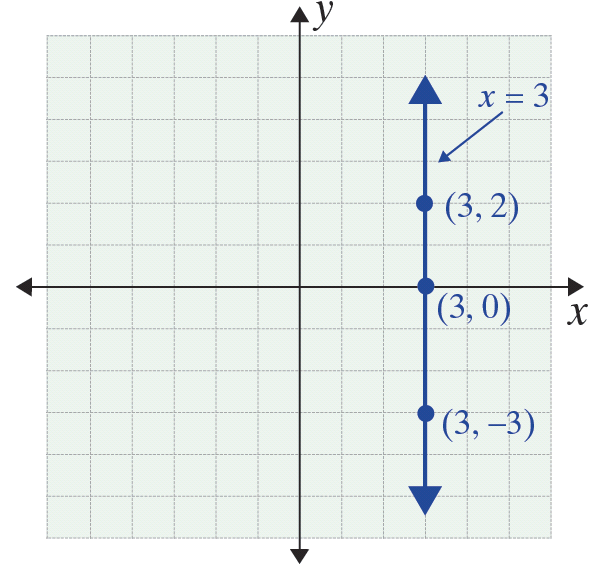 y
x = 3
(3, 2)
(3, 0)
x
(3, –3)